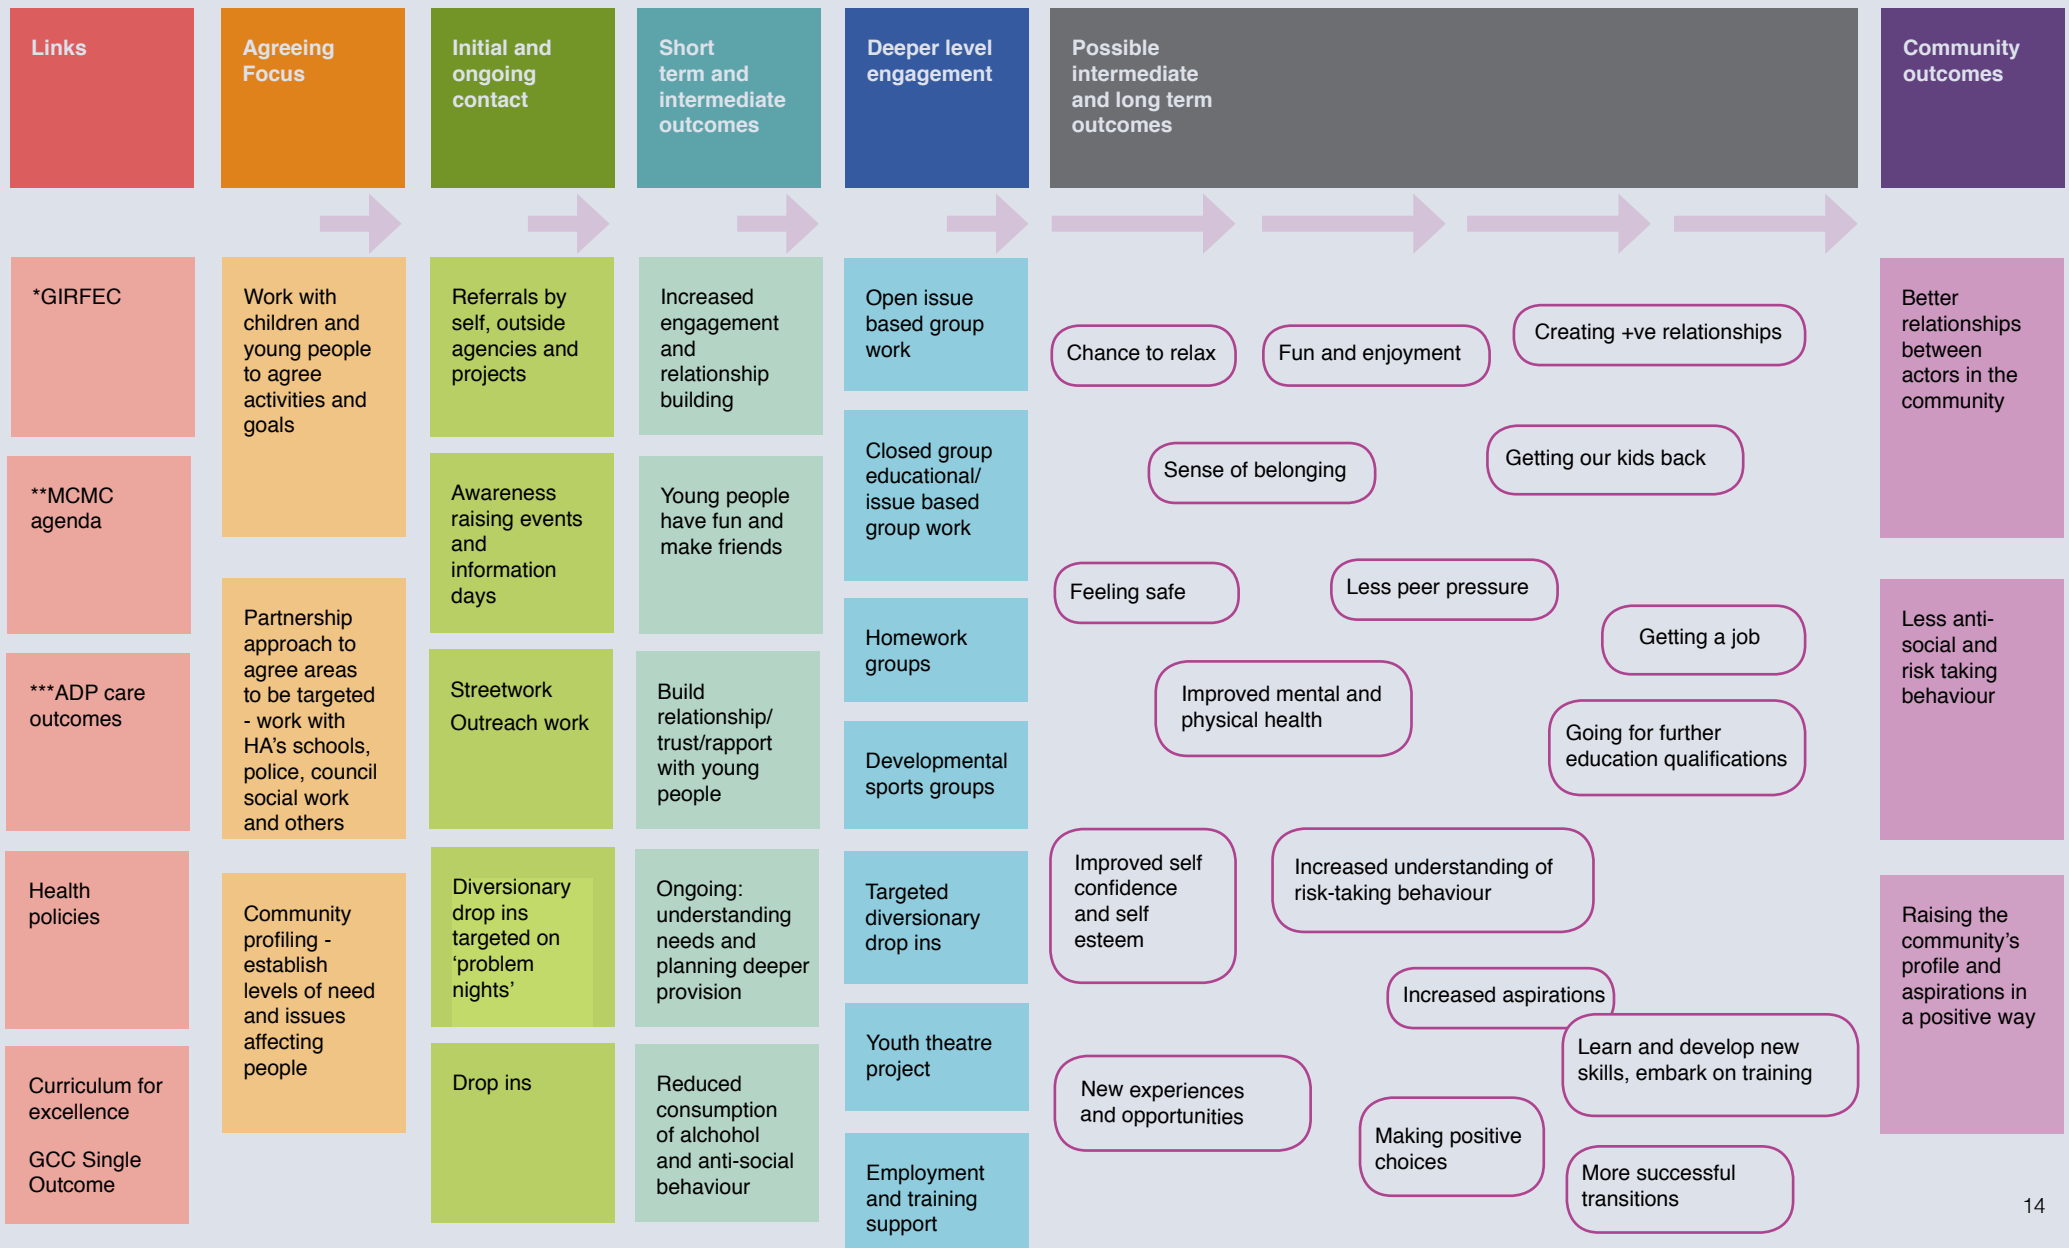 Links
Agreeing
Focus
Initial and
ongoing
contact
Short
term and
intermediate
outcomes
Deeper level
engagement
Possible
intermediate
and long term
outcomes
Community
outcomes
*GIRFEC
**MCMC
agenda
***ADP care
outcomes
Health
policies
Curriculum for
excellence
GCC Single
Outcome
Work with
children and
young people
to agree
activities and
goals
Partnership
approach to
agree areas
to be targeted
- work with
HA's schools,
police, council
social work
and others
Community
profiling -
establish
levels of need
and issues
affecting
people
Referrals by
self, outside
agencies and
projects
Awareness
raising events
and
information
days
Streetwork
Outreach work
Diversionary
drop ins
targeted on
‘problem
nights’
Drop ins
Increased
engagement
and
relationship
building
Young people
have fun and
make friends
Build
relationship/
trust/rapport
with young
people
Ongoing:
understanding
needs and
planning deeper
provision
Reduced
consumption
of alchohol
and anti-social
behaviour
Open issue
based group
work
Closed group
educational/
issue based
group work
Homework
groups
Developmental
sports groups
Targeted
diversionary
drop ins
Youth theatre
project
Employment
and training
support
Chance to relax
Fun and enjoyment
Creating +ve relationships
Sense of belonging
Getting our kids back
Feeling safe
Less peer pressure
Getting a job
Improved mental and
physical health
Going for further
education qualifications
Improved self
confidence
and self
esteem
Increased understanding of
risk-taking behaviour
Increased aspirations
Learn and develop new
skills, embark on training
New experiences
and opportunities
Making positive
choices
More successful
transitions
Better
relationships
between
actors in the
community
Less anti-
social and
risk taking
behaviour
Raising the
community’s
profile and
aspirations in
a positive way
14